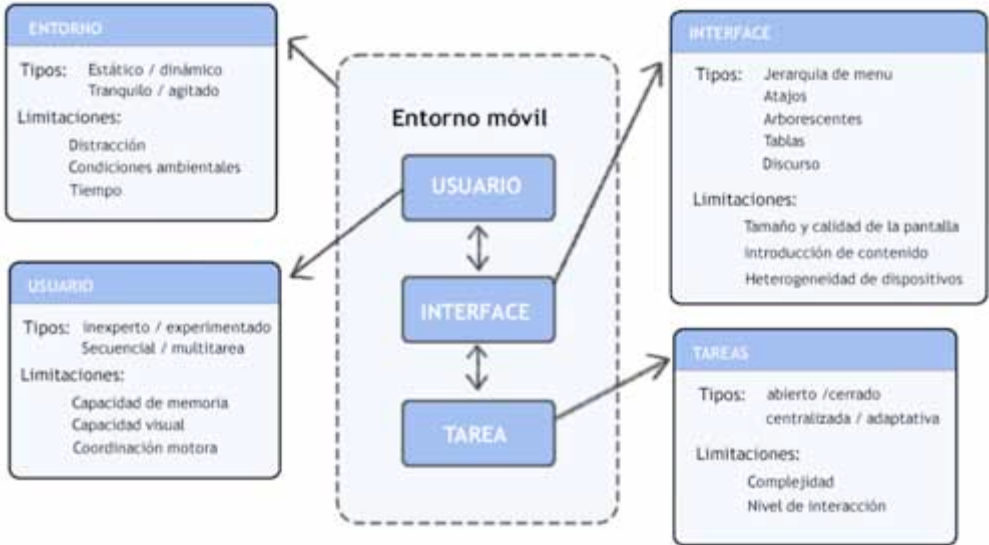 ENTORNO
Tipos: Estático / dinámico
Tranquilo / agitado
Limitaciones:
Distracción
Condiciones ambientales
Tiempo
USUARIO
Tipos: inexperto / experimentado
Secuencial / multitarea
Limitaciones:
Capacidad de memoria
Capacidad visual
Coordinación motora
Entorno móvil
USUARIO
INTERFACE
TAREA
INTERFACE
Tipos: Jerarquia de menu
Atajos
Arborescentes
Tablas
Discurso
Limitaciones:
Tamaño y calidad de la pantalla
Introducción de contenido
Heterogeneidad de dispositivos
TAREAS
Tipos: abierto /cerrado
centralizada / adaptativa
Limitaciones:
Complejidad
Nivel de interacción